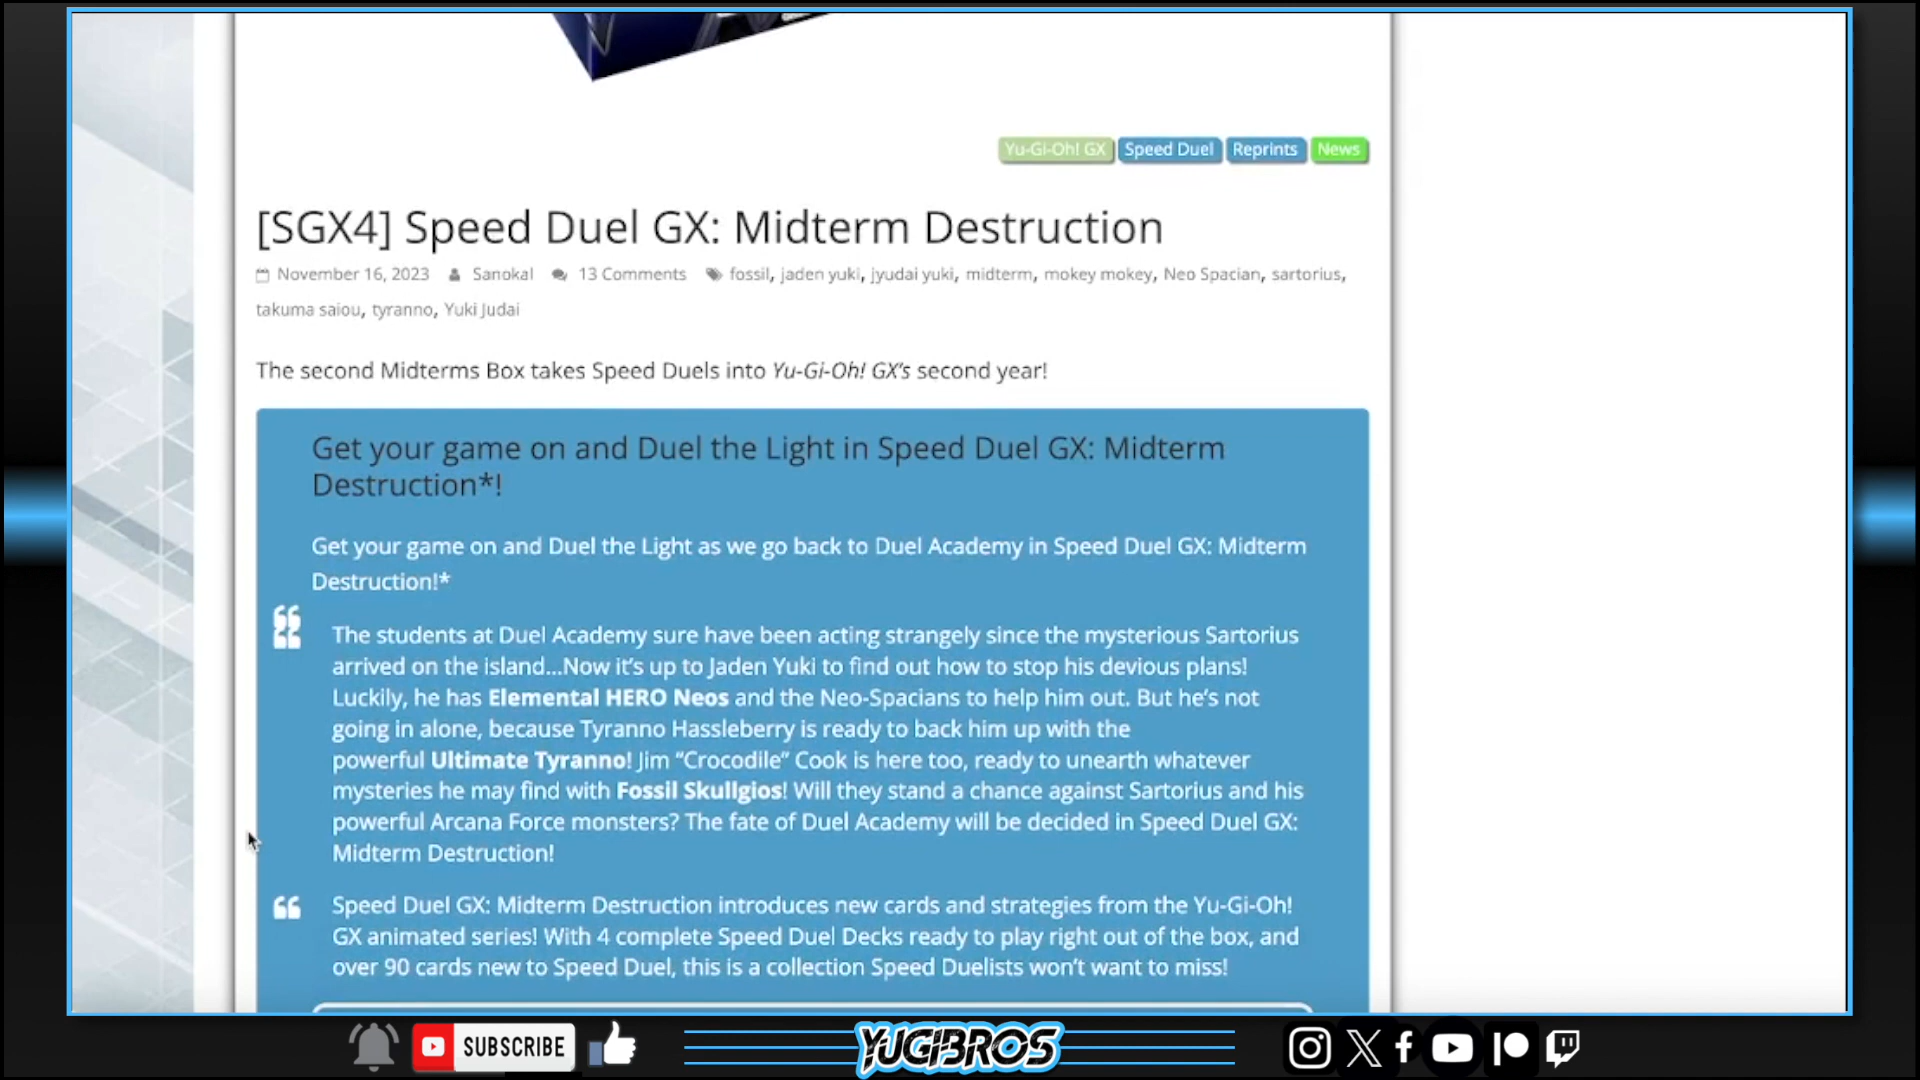 Yu-Gi-Oh! GX Speed Duel Reprints News
[SGX4] Speed Duel GX: Midterm Destruction
November 16, 2023 Sanokal 13 Comments fossil, jaden yuki, jyudai yuki, midterm, mokey mokey, Neo Spacian, sartorius,
takuma saiou, tyranno, Yuki Judai
The second Midterms Box takes Speed Duels into Yu-Gi-Oh! GX's second year!
Get your game on and Duel the Light in Speed Duel GX: Midterm
Destruction*!
Get your game on and Duel the Light as we go back to Duel Academy in Speed Duel GX: Midterm
Destruction!*
The students at Duel Academy sure have been acting strangely since the mysterious Sartorius
arrived on the island...Now it's up to Jaden Yuki to find out how to stop his devious plans!
Luckily, he has Elemental HERO Neos and the Neo-Spacians to help him out. But he's not
going in alone, because Tyranno Hassleberry is ready to back him up with the
powerful Ultimate Tyranno! Jim "Crocodile" Cook is here too, ready to unearth whatever
mysteries he may find with Fossil Skullgios! Will they stand a chance against Sartorius and his
powerful Arcana Force monsters? The fate of Duel Academy will be decided in Speed Duel GX:
Midterm Destruction!
Speed Duel GX: Midterm Destruction introduces new cards and strategies from the Yu-Gi-Oh!
GX animated series! With 4 complete Speed Duel Decks ready to play right out of the box, and
over 90 cards new to Speed Duel, this is a collection Speed Duelists won't want to miss!
SUBSCRIBE
YUGIBROS